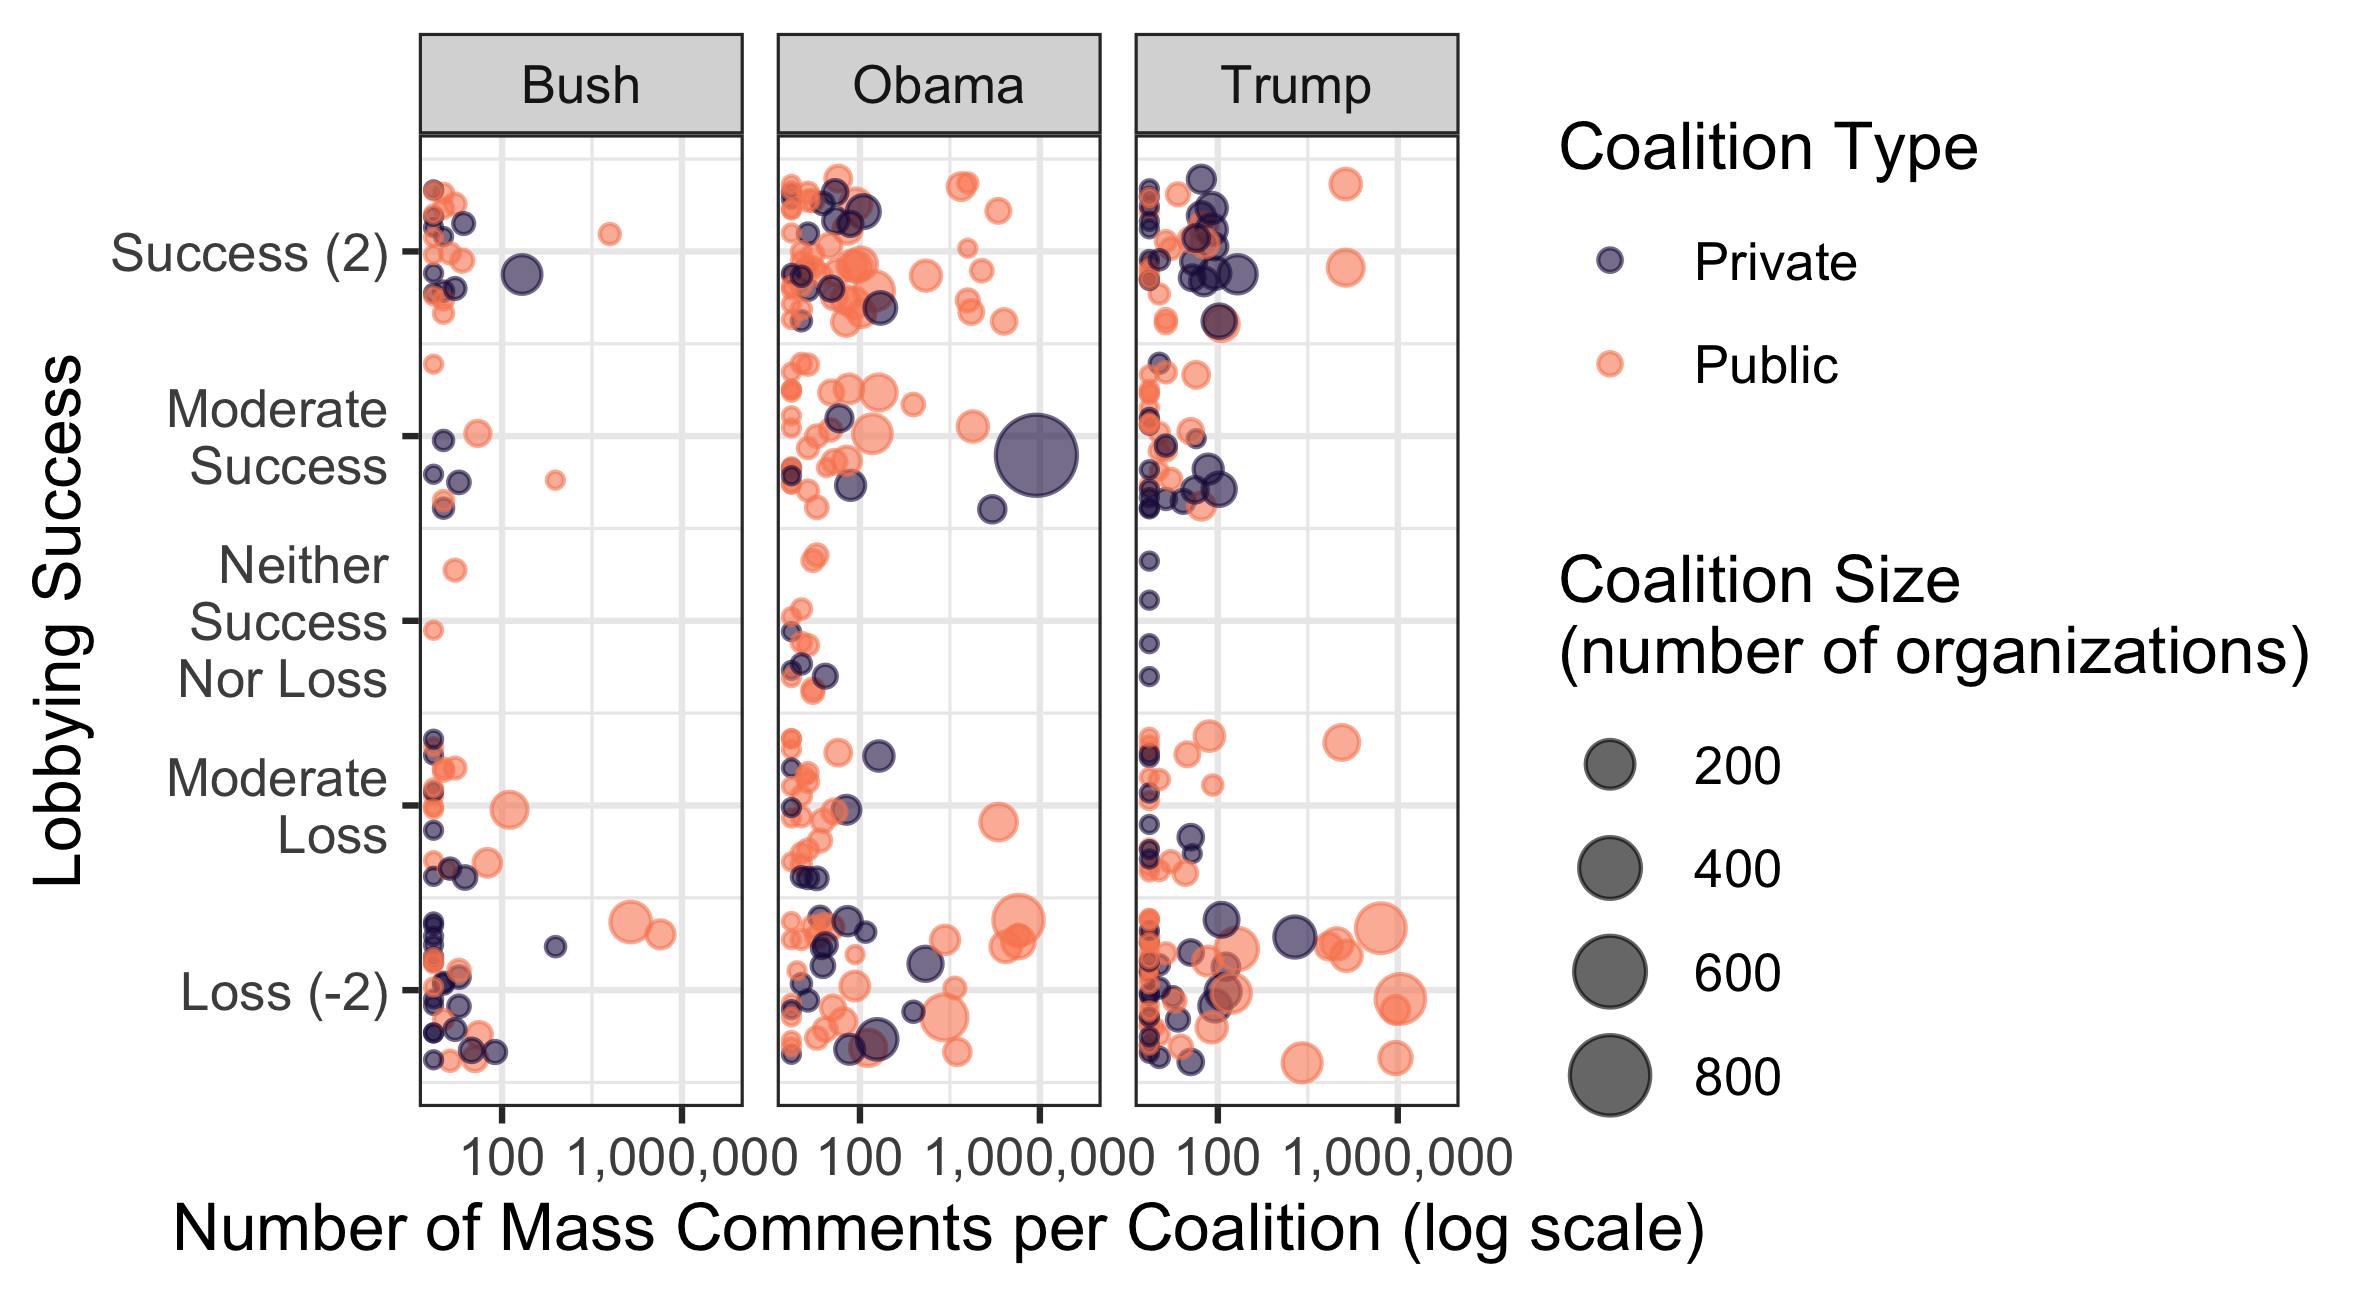 Bush
Obama
Trump
Lobbying Success
Success (2)
Moderate
Success
Neither
Success
Nor Loss
Moderate
Loss
Loss (-2)
100
1,000,000
100
1,000,000
100
1,000,000
Number of Mass Comments per Coalition (log scale)
Coalition Type
Private
Public
Coalition Size
(number of organizations)
200
400
600
800